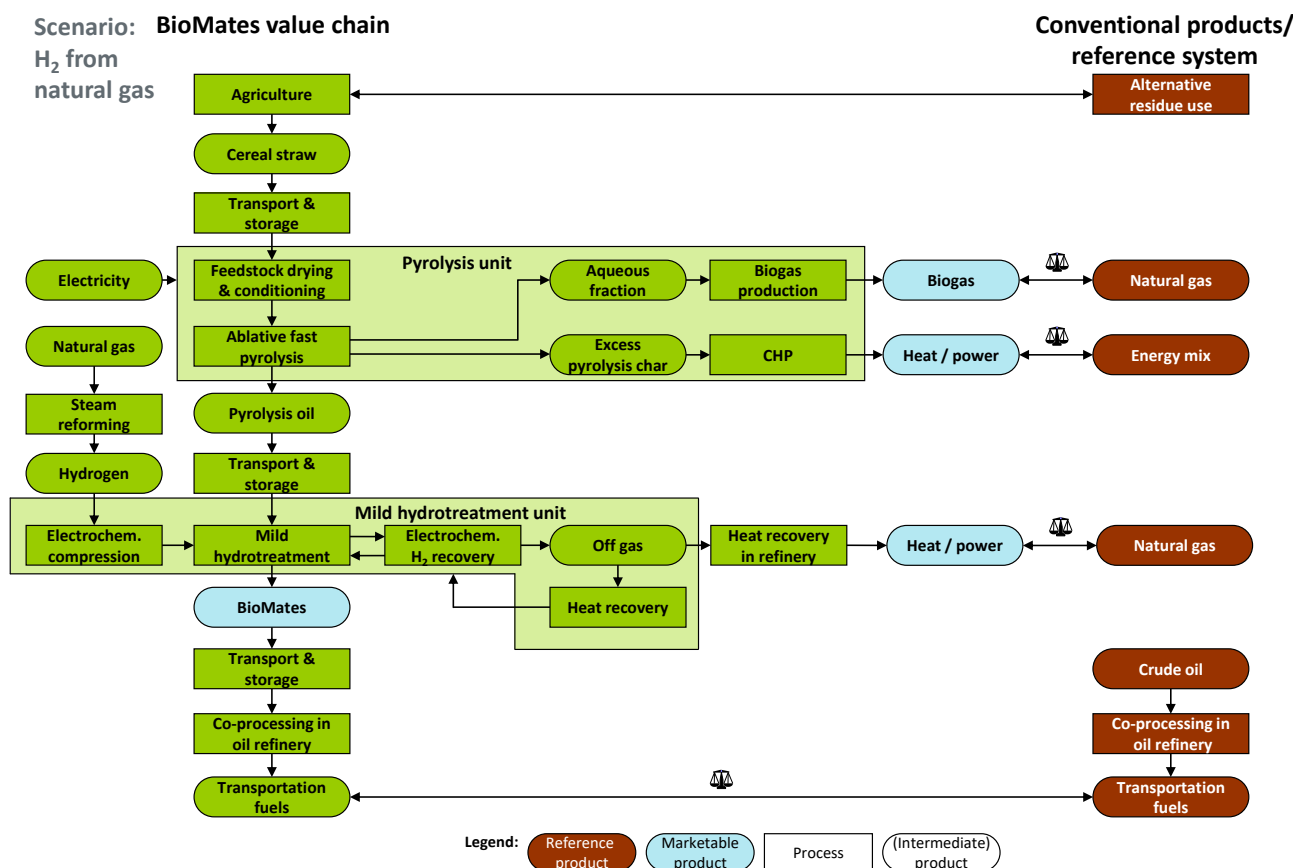 Scenario:
H2 from
natural gas
BioMates value chain
Conventional products/
reference system
Agriculture
Alternative
residue use
Cereal straw
Transport &
storage
Pyrolysis unit
Electricity
Feedstock drying
& conditioning
Aqueous
fraction
Biogas
production
Biogas
Natural gas
Natural gas
Ablative fast
pyrolysis
Excess
pyrolysis char
CHP
Heat / power
Energy mix
Steam
reforming
Pyrolysis oil
Hydrogen
Transport &
storage
Mild hydrotreatment unit
Electrochem.
compression
Mild
hydrotreatment
Electrochem.
H2 recovery
Off gas
Heat recovery
in refinery
Heat / power
Natural gas
BioMates
Heat recovery
Transport &
storage
Crude oil
Co-processing in
oil refinery
Co-processing in
oil refinery
Transportation
fuels
Transportation
fuels
Legend:
Reference
product
Marketable
product
Process
(Intermediate)
product